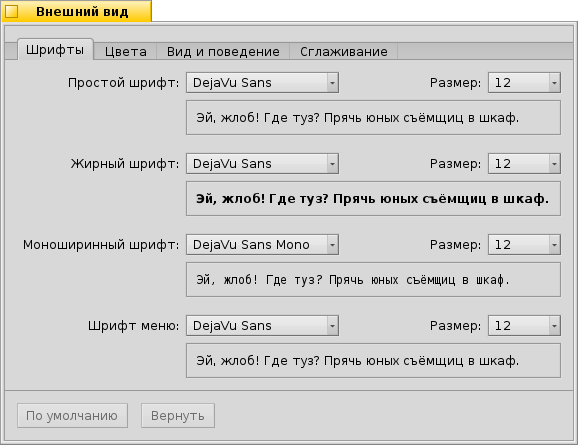 Внешний вид
Шрифты Цвета Вид и поведение Сглаживание
Простой шрифт: DejaVu Sans Размер: 12
Эй, жлоб! Где туз? Прячь юных съёмщиц в шкаф.
Жирный шрифт: DejaVu Sans Размер: 12
Эй, жлоб! Где туз? Прячь юных съёмщиц в шкаф.
Моноширинный шрифт: DejaVu Sans Mono Размер: 12
Эй, жлоб! Где туз? Прячь юных съёмщиц в шкаф.
Шрифт меню: DejaVu Sans Размер: 12
Эй, жлоб! Где туз? Прячь юных съёмщиц в шкаф.
По умолчанию Вернуть